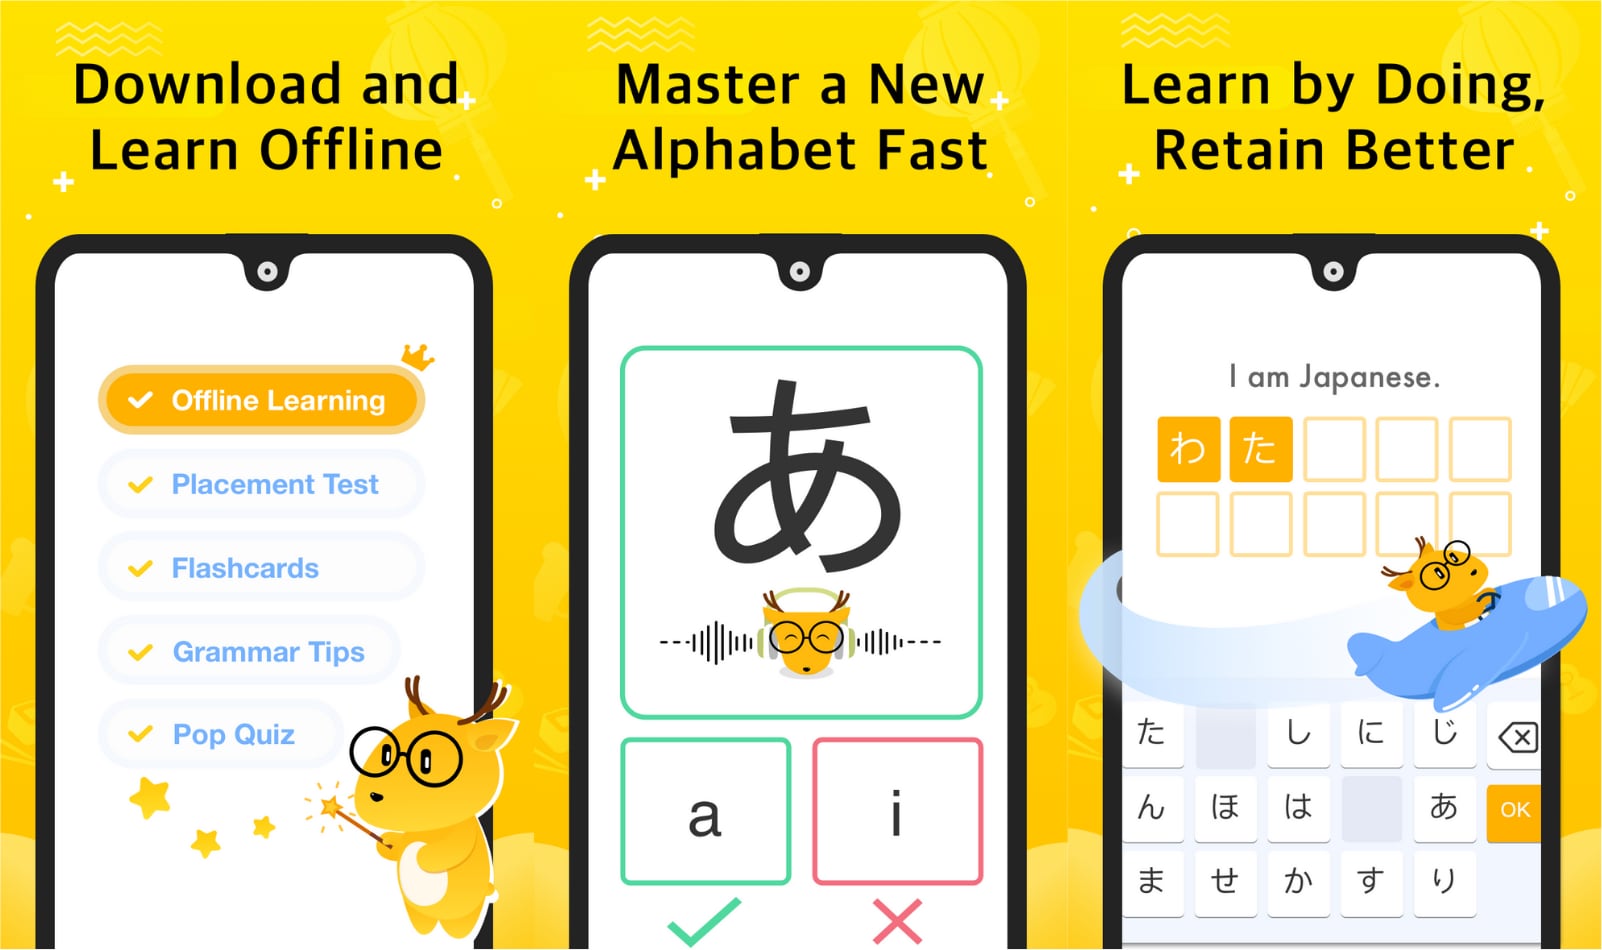 Download and
Learn Offline
Offline Learning
Placement Test
Flashcards
Grammar Tips
Pop Quiz
Master a New
Alphabet Fast
あ
a
i
Learn by Doing,
Retain Better
I am Japanese.
わ た
た し に じ
ん ほ は あ OK
ま せ か す り